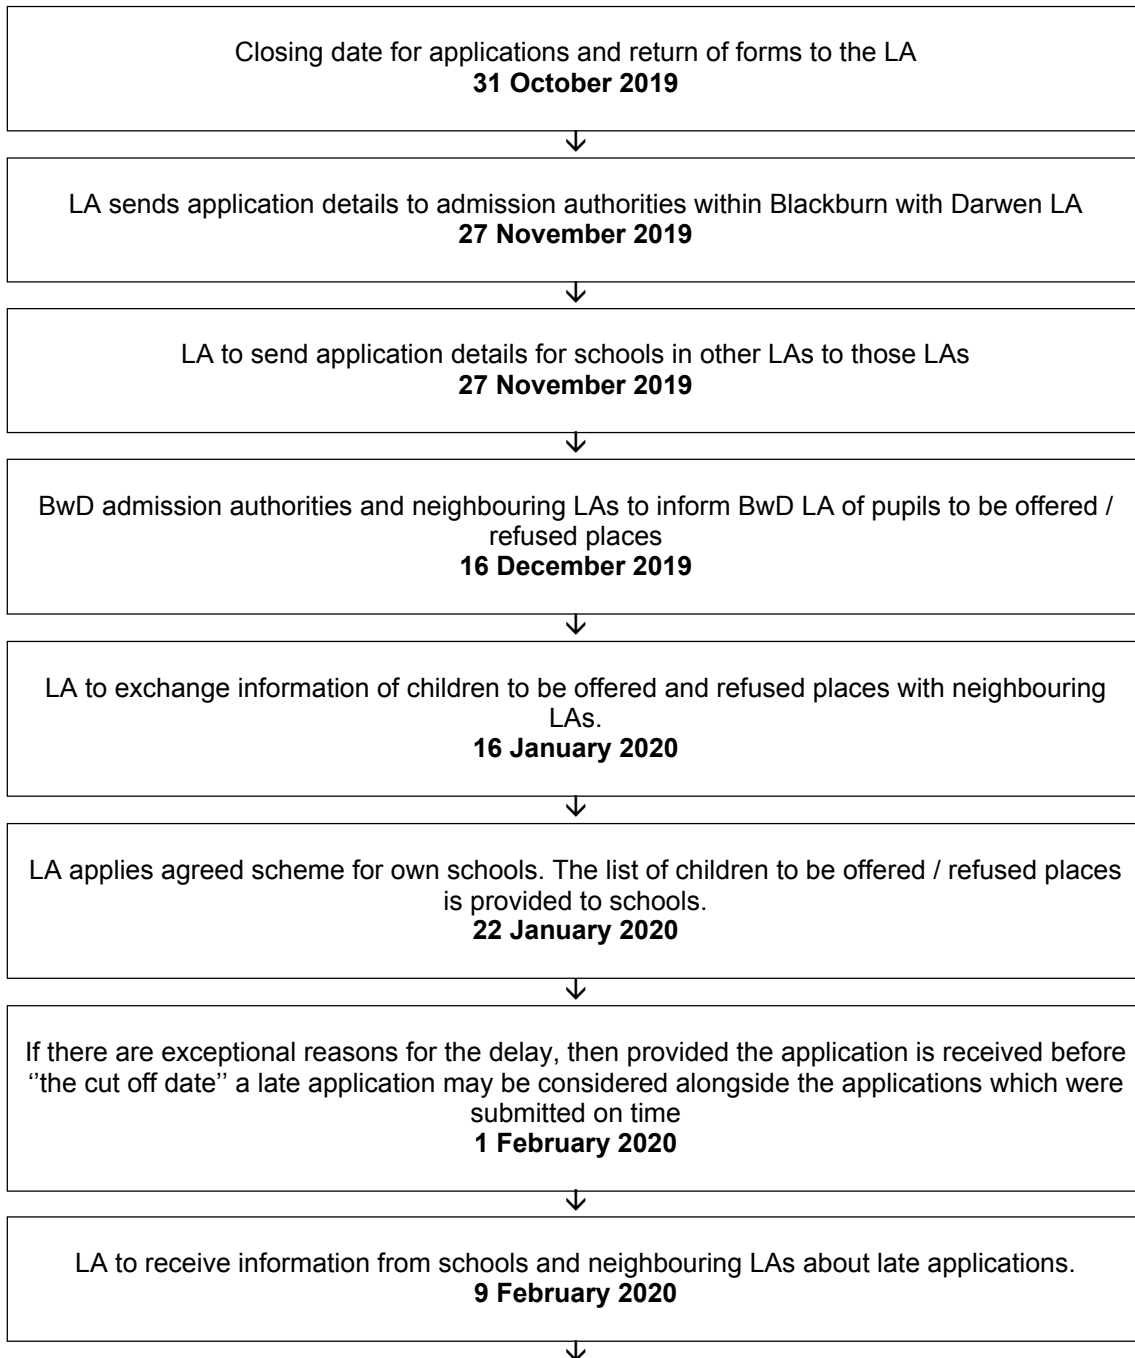 Closing date for applications and return of forms to the LA
31 October 2019
LA sends application details to admission authorities within Blackburn with Darwen LA
27 November 2019
LA to send application details for schools in other LAs to those LAs
27 November 2019
BwD admission authorities and neighbouring LAs to inform BwD LA of pupils to be offered /
refused places
16 December 2019
LA to exchange information of children to be offered and refused places with neighbouring
LAs.
16 January 2020
LA applies agreed scheme for own schools. The list of children to be offered / refused places
is provided to schools.
22 January 2020
If there are exceptional reasons for the delay, then provided the application is received before
‘’the cut off date’’ a late application may be considered alongside the applications which were
submitted on time
1 February 2020
LA to receive information from schools and neighbouring LAs about late applications.
9 February 2020